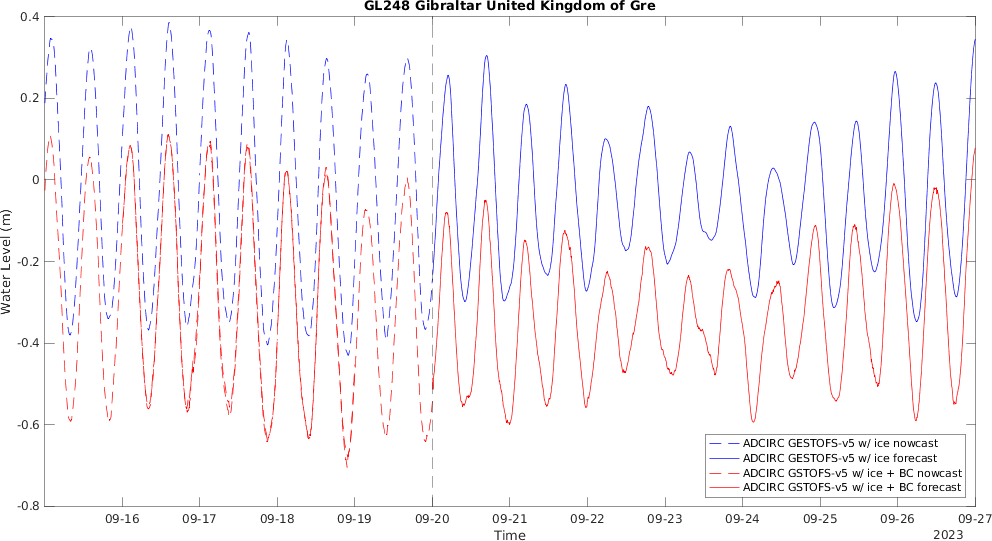 GL248 Gibraltar United Kingdom of Gre
0.4
0.2
0
-0.2
-0.4
-0.6
-0.8
Water Level (m)
09-16 09-17 09-18 09-19 09-20 09-21 09-22 09-23 09-24 09-25 09-26 09-27
Time
2023
ADCIRC GESTOFS-v5 w/ ice nowcast
ADCIRC GESTOFS-v5 w/ ice forecast
ADCIRC GSTOFS-v5 w/ ice + BC nowcast
ADCIRC GSTOFS-v5 w/ ice + BC forecast